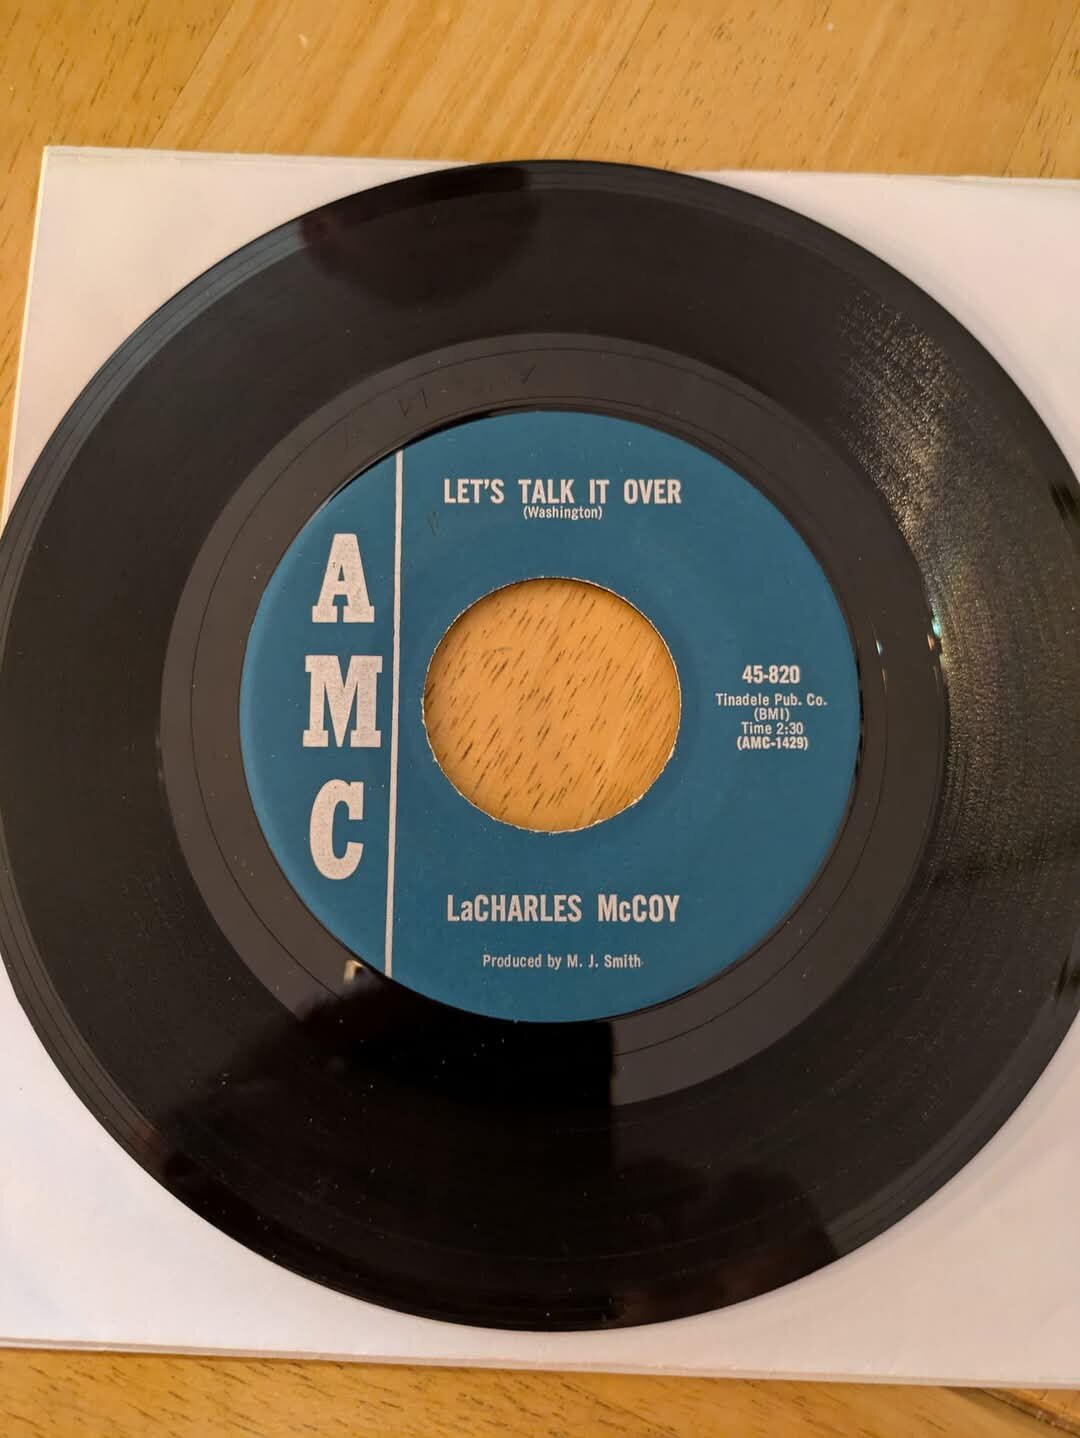 LET'S TALK IT OVER
(Washington)
A
M
C
45-820
Tinadele Pub. Co.
(BMI)
Time 2:30
(AMC-1429)
LaCHARLES McCOY
Produced by M. J. Smith